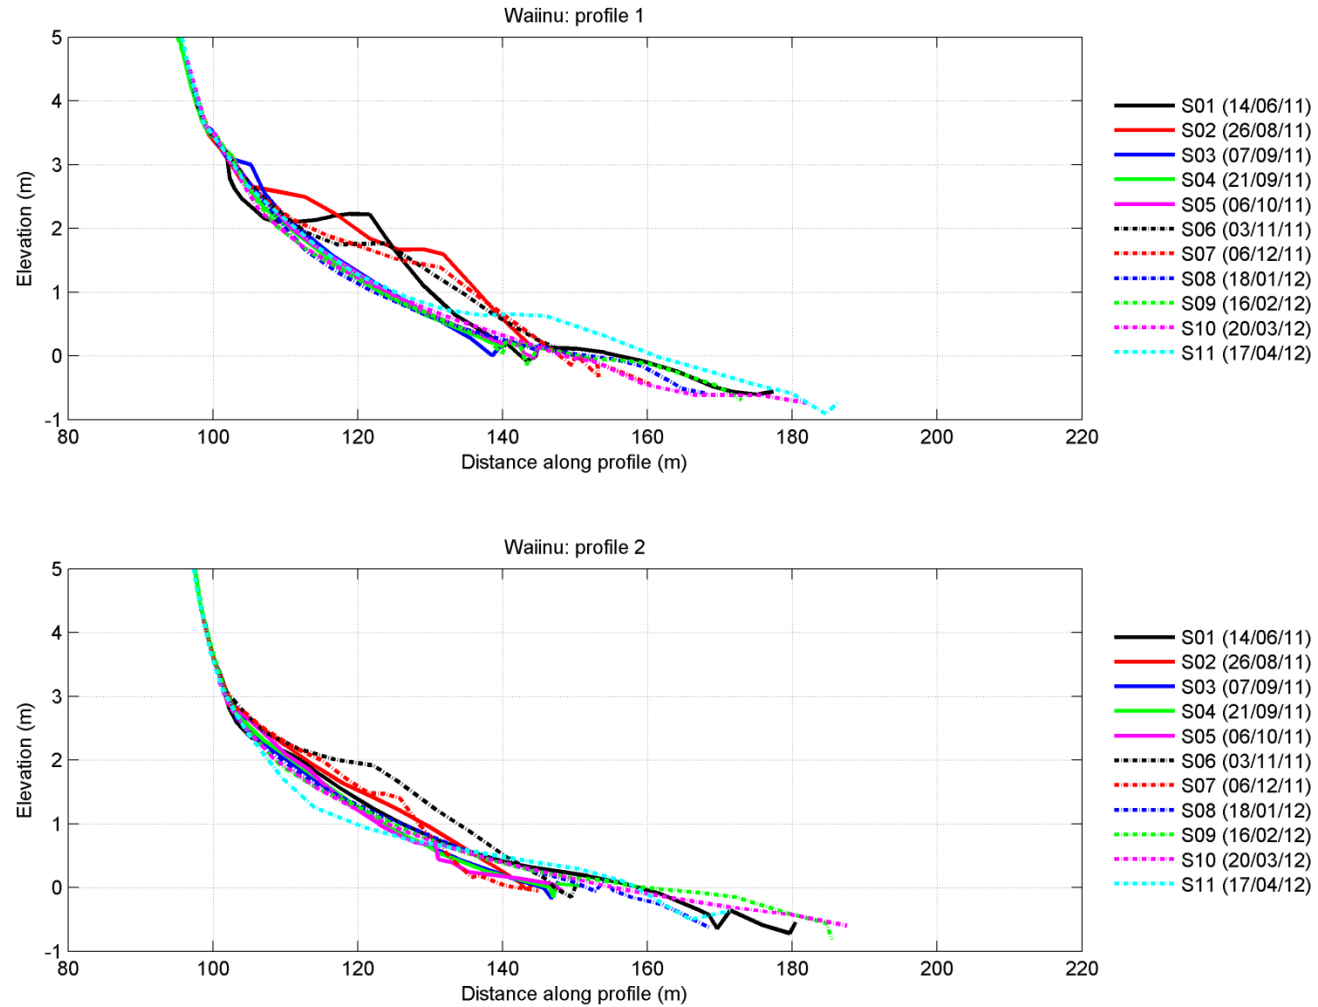 Waiinu: profile 1
5
4
3
2
1
0
-1
Elevation (m)
80 100 120 140 160 180 200 220
Distance along profile (m)
S01 (14/06/11)
S02 (26/08/11)
S03 (07/09/11)
S04 (21/09/11)
S05 (06/10/11)
S06 (03/11/11)
S07 (06/12/11)
S08 (18/01/12)
S09 (16/02/12)
S10 (20/03/12)
S11 (17/04/12)
Waiinu: profile 2
5
4
3
2
1
0
-1
Elevation (m)
80 100 120 140 160 180 200 220
Distance along profile (m)
S01 (14/06/11)
S02 (26/08/11)
S03 (07/09/11)
S04 (21/09/11)
S05 (06/10/11)
S06 (03/11/11)
S07 (06/12/11)
S08 (18/01/12)
S09 (16/02/12)
S10 (20/03/12)
S11 (17/04/12)